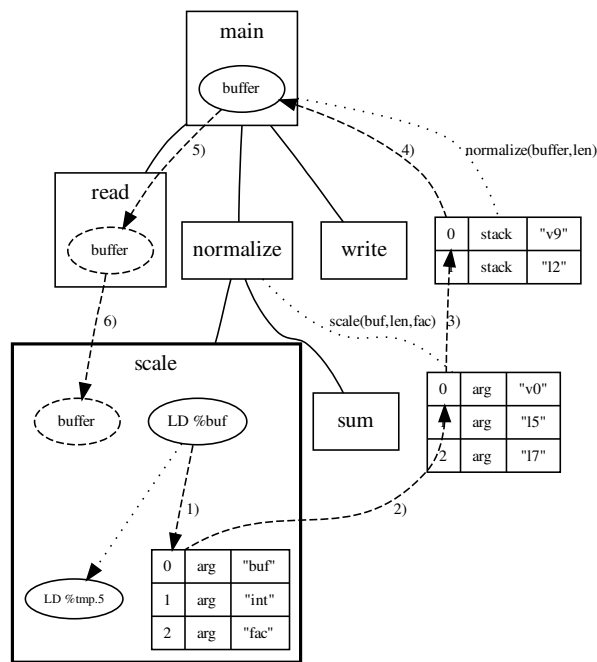 main
buffer
5)
4)
normalize(buffer,len)
read
buffer
normalize
write
0 stack "v9"
stack "l2"
6)
scale(buf,len,fac)
3)
scale
buffer
LD %buf
sum
0 arg "v0"
arg "l5"
2 arg "l7"
1)
2)
LD %tmp.5
0 arg "buf"
1 arg "int"
2 arg "fac"